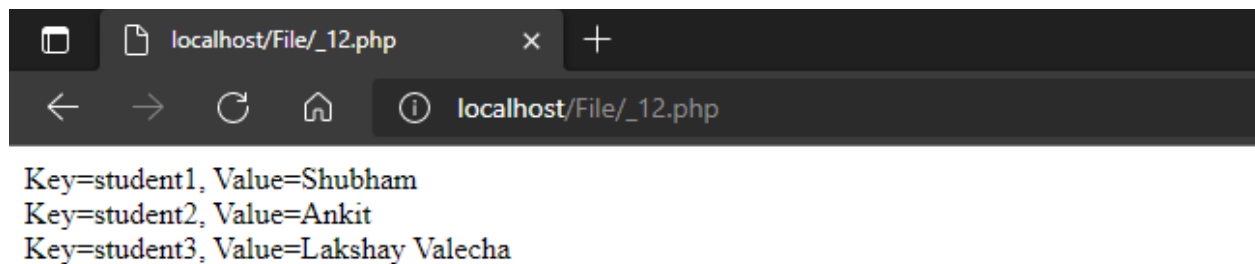 localhost/File/_12.php
localhost/File/_12.php
Key=student1, Value=Shubham
Key=student2, Value=Ankit
Key=student3, Value=Lakshay Valecha